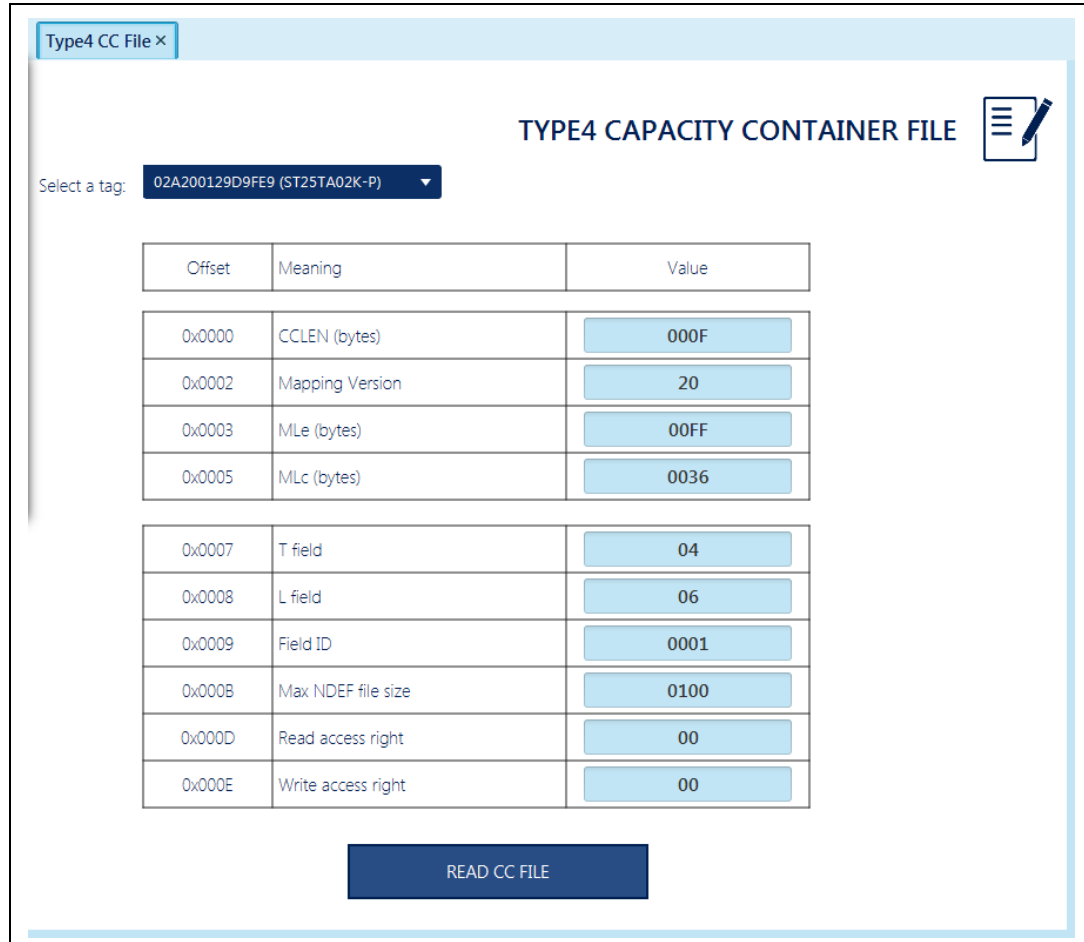 Type4 CC File ×
TYPE4 CAPACITY CONTAINER FILE
Select a tag: 02A200129D9FE9 (ST25TA02K-P)
Offset Meaning Value
0x0000 CCLEN (bytes) 000F
0x0002 Mapping Version 20
0x0003 MLe (bytes) 00FF
0x0005 MLc (bytes) 0036
0x0007 T field 04
0x0008 L field 06
0x0009 Field ID 0001
0x000B Max NDEF file size 0100
0x000D Read access right 00
0x000E Write access right 00
READ CC FILE